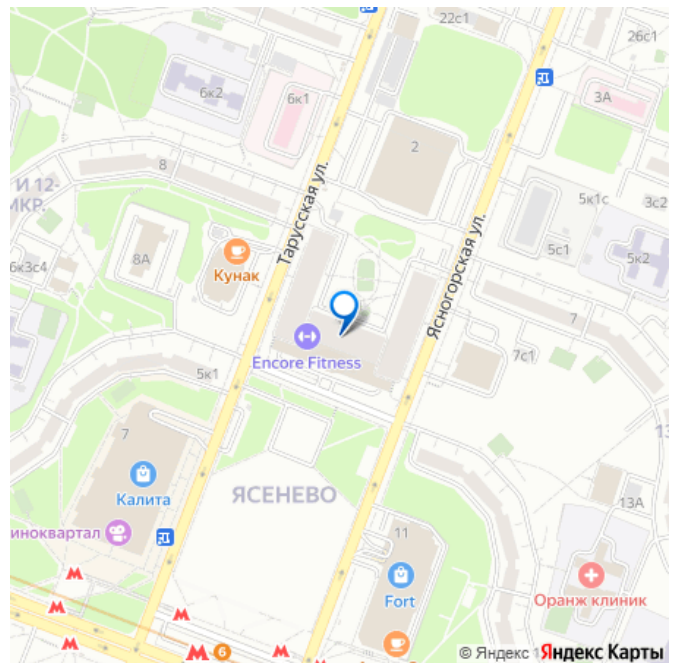 22с1
26с1
6к2
6к1
3А
2
8
И 12-
МКР.
Тарусская ул.
5к1с
3с2
Ясногорская ул.
5с1
5к2
6к3с4
8А
Кунак
7
Encore Fitness
7с1
5к1
7
13
ЯСЕНЕВО
Калита
13А
иноквартал
11
Fort
Оранж клиник
6
© Яндекс 1
Яндекс Карты